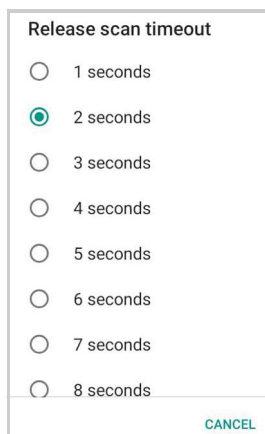 Release scan timeout
1 seconds
2 seconds
3 seconds
4 seconds
5 seconds
6 seconds
7 seconds
8 seconds
CANCEL